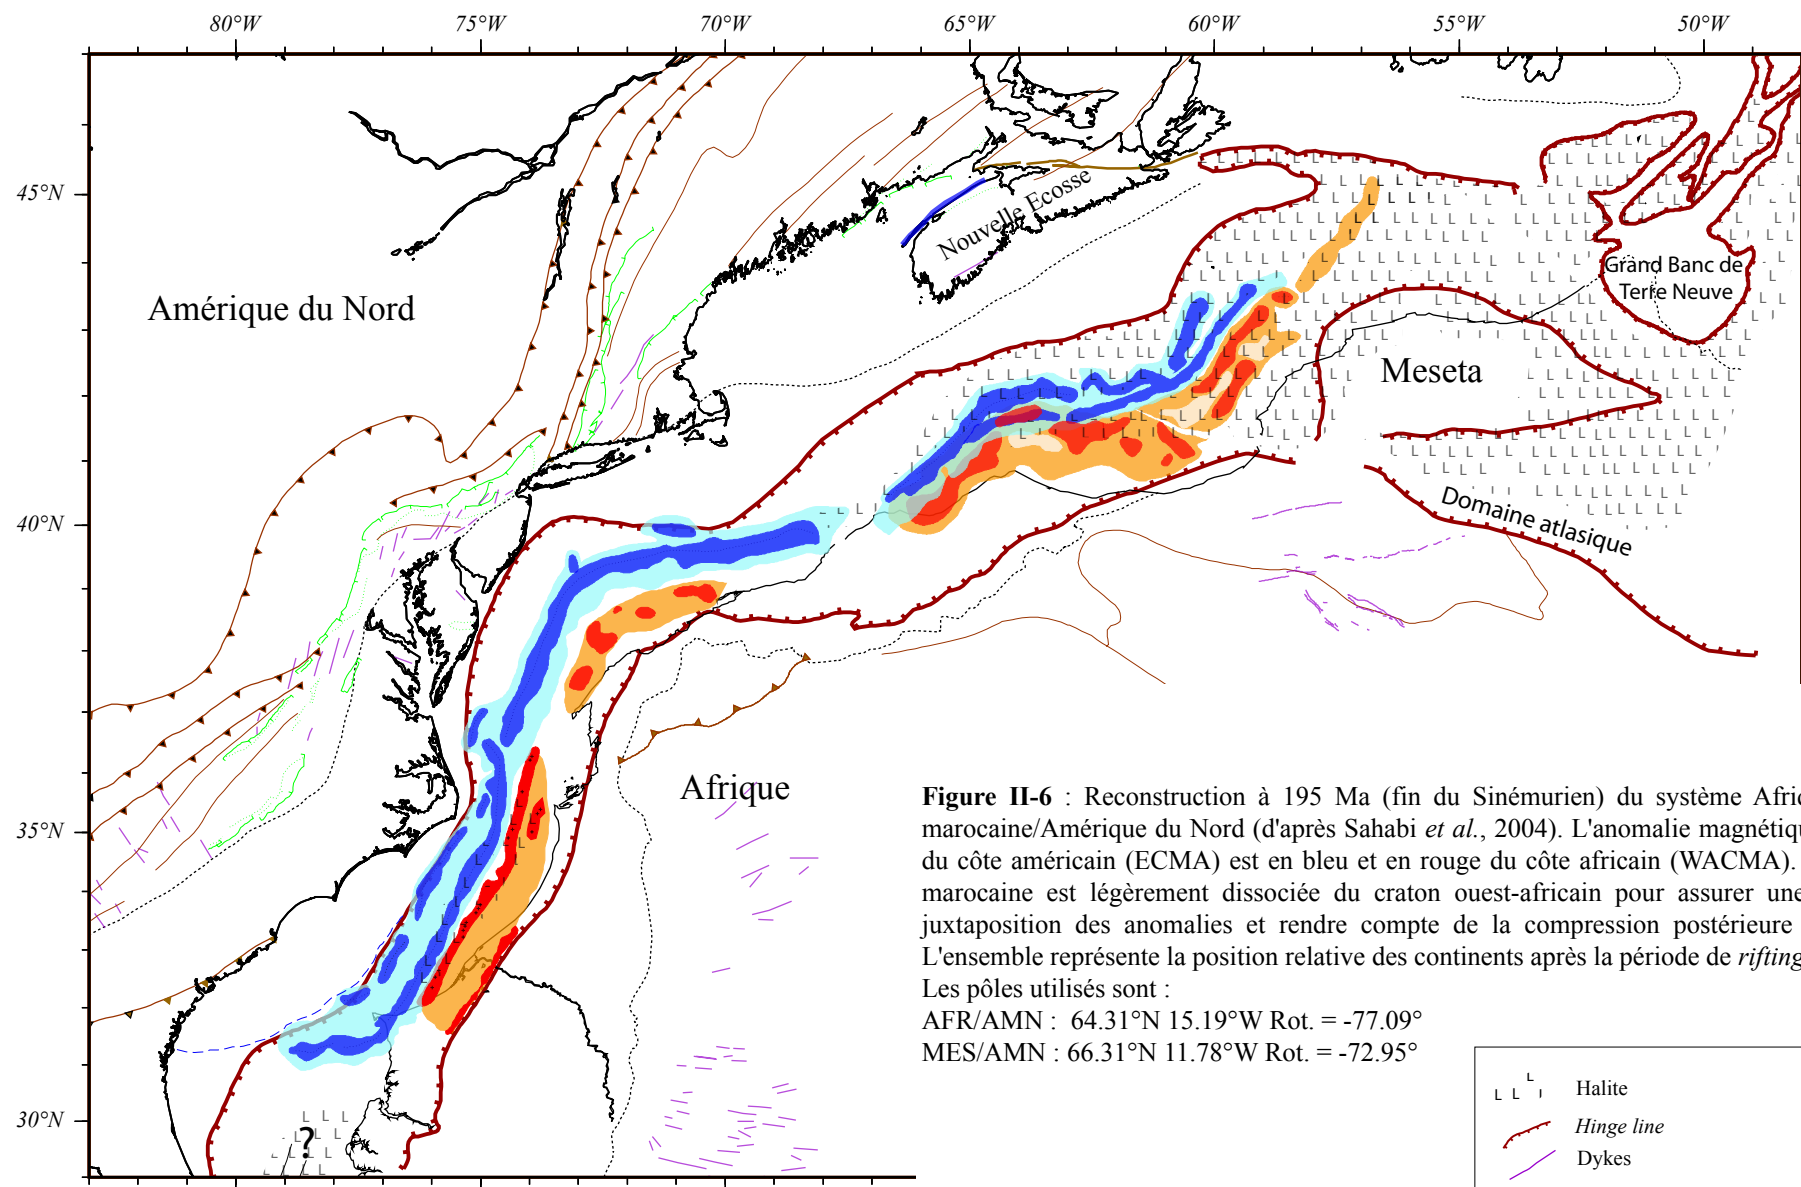 80°W 75°W 70°W 65°W 60°W 55°W 50°W
45°N
40°N
35°N
30°N
Nouvelle Ecosse
Amérique du Nord
Grand Banc de
Terre Neuve
Meseta
Domaine atlasique
Afrique
?
Figure II-6 : Reconstruction à 195 Ma (fin du Sinémurien) du système Afric
marocaine/Amérique du Nord (d'après Sahabi et al., 2004). L'anomalie magnétiqu
du côte américain (ECMA) est en bleu et en rouge du côte africain (WACMA).
marocaine est légèrement dissociée du craton ouest-africain pour assurer une
juxtaposition des anomalies et rendre compte de la compression postérieure
L'ensemble représente la position relative des continents après la période de rifting
Les pôles utilisés sont :
AFR/AMN : 64.31°N 15.19°W Rot. = -77.09°
MES/AMN : 66.31°N 11.78°W Rot. = -72.95°
Halite
Hinge line
Dykes